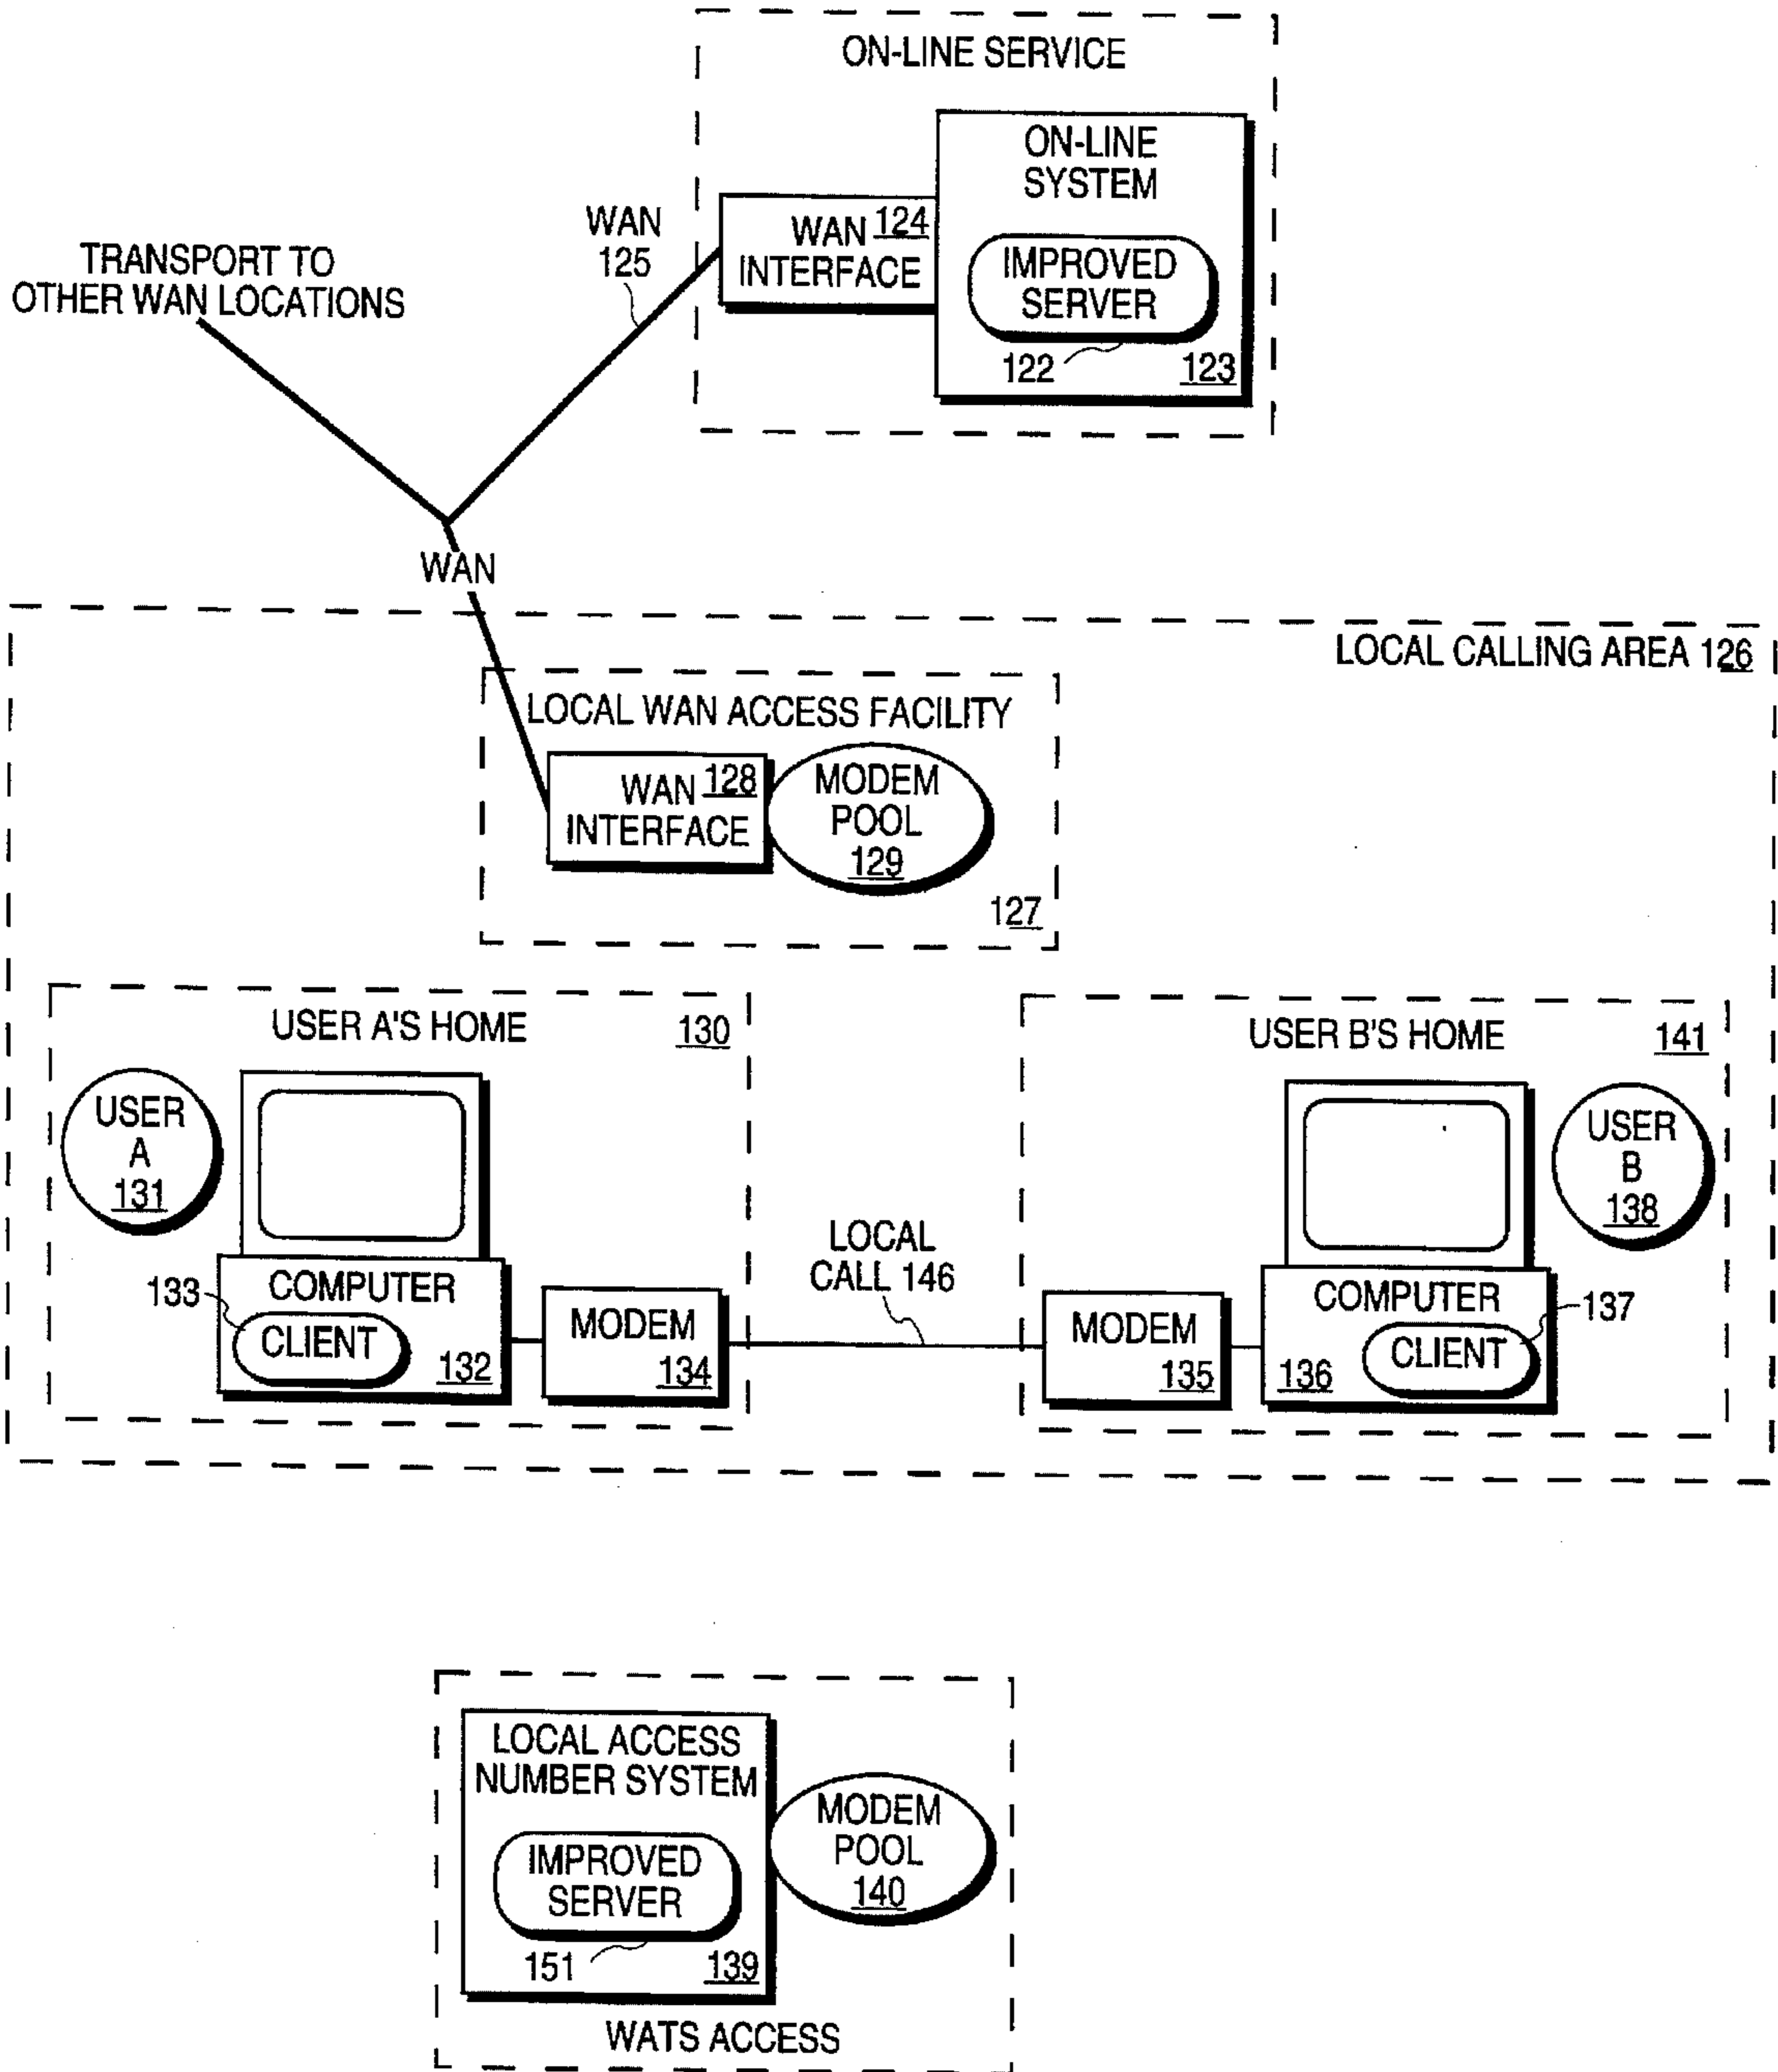 ON-LINE SERVICE
ON-LINE
SYSTEM
WAN 124
INTERFACE
IMPROVED
SERVER
122
123
WAN
125
TRANSPORT TO
OTHER WAN LOCATIONS
WAN
LOCAL CALLING AREA 126
LOCAL WAN ACCESS FACILITY
WAN 128
INTERFACE
MODEM
POOL
129
127
USER A'S HOME 130
USER
A
131
COMPUTER
133
CLIENT
132
MODEM
134
LOCAL
CALL 146
USER B'S HOME 141
USER
B
138
MODEM
135
COMPUTER
137
CLIENT
136
LOCAL ACCESS
NUMBER SYSTEM
IMPROVED
SERVER
151
139
MODEM
POOL
140
WATS ACCESS